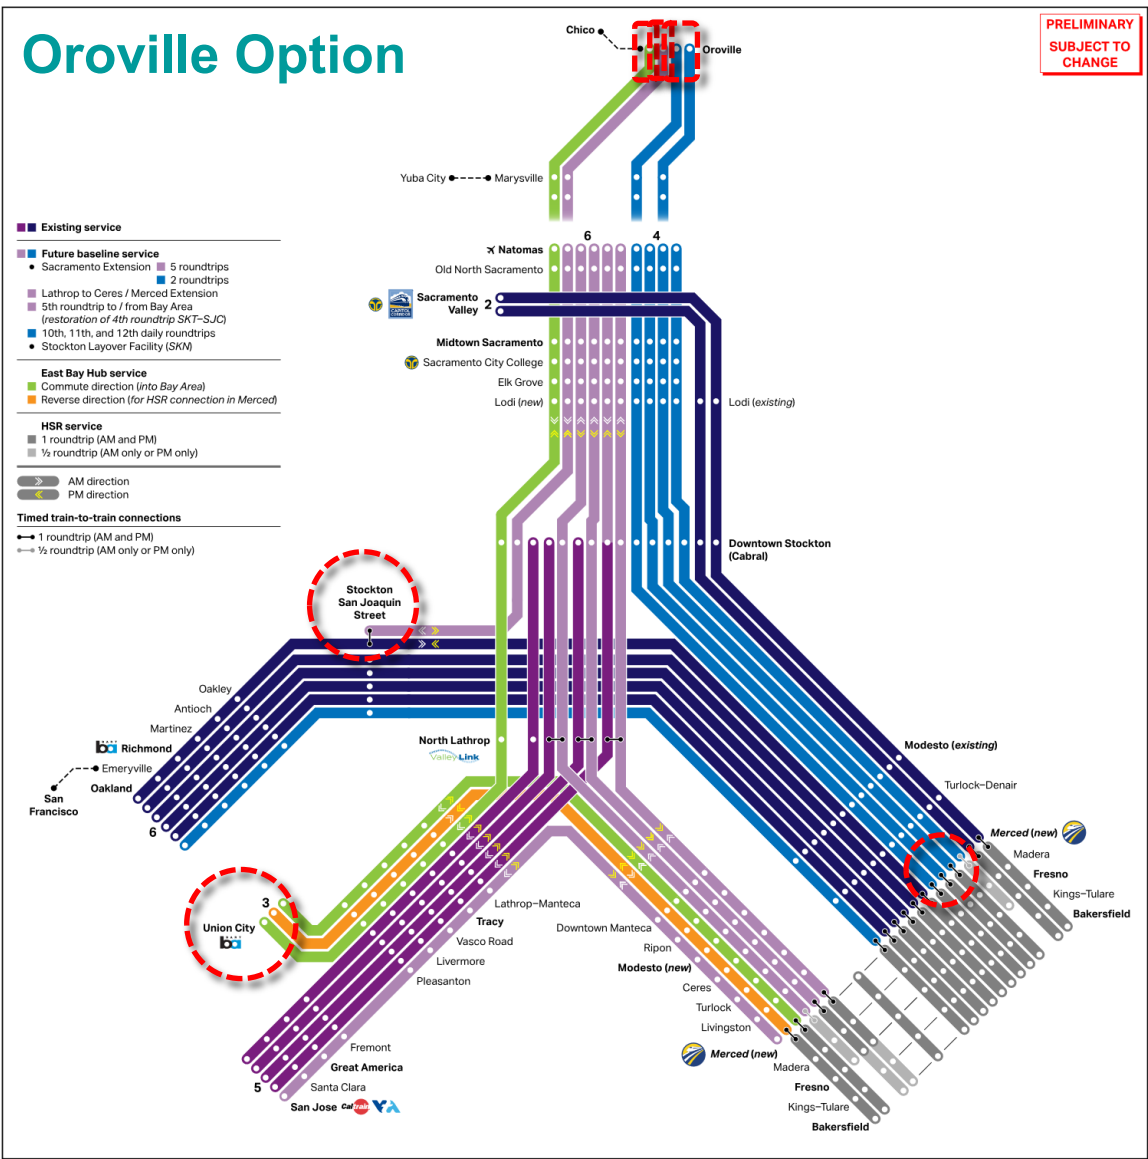 Oroville Option
PRELIMINARY
SUBJECT TO
CHANGE
Chico
Oroville
Yuba City
Marysville
6
4
Natomas
Old North Sacramento
Sacramento
Valley
2
CAPITOL
CORRIDOR
Midtown Sacramento
Sacramento City College
Elk Grove
Lodi (new)
Lodi (existing)
Existing service
Future baseline service
Sacramento Extension
5 roundtrips
2 roundtrips
Lathrop to Ceres / Merced Extension
5th roundtrip to / from Bay Area
(restoration of 4th roundtrip SKT–SJC)
10th, 11th, and 12th daily roundtrips
Stockton Layover Facility (SKN)
East Bay Hub service
Commute direction (into Bay Area)
Reverse direction (for HSR connection in Merced)
HSR service
1 roundtrip (AM and PM)
½ roundtrip (AM only or PM only)
AM direction
PM direction
Timed train-to-train connections
1 roundtrip (AM and PM)
½ roundtrip (AM only or PM only)
Downtown Stockton
(Cabral)
Stockton
San Joaquin
Street
Oakley
Antioch
Martinez
ba Richmond
Emeryville
Oakland
San
Francisco
6
North Lathrop
Valley Link
Modesto (existing)
Turlock–Denair
Merced (new)
Madera
Fresno
Kings–Tulare
Bakersfield
3
Union City
ba
Lathrop–Manteca
Tracy
Vasco Road
Livermore
Pleasanton
Fremont
Great America
Santa Clara
San Jose
Caltrain
VTA
5
Downtown Manteca
Ripon
Modesto (new)
Ceres
Turlock
Livingston
Merced (new)
Madera
Fresno
Kings–Tulare
Bakersfield